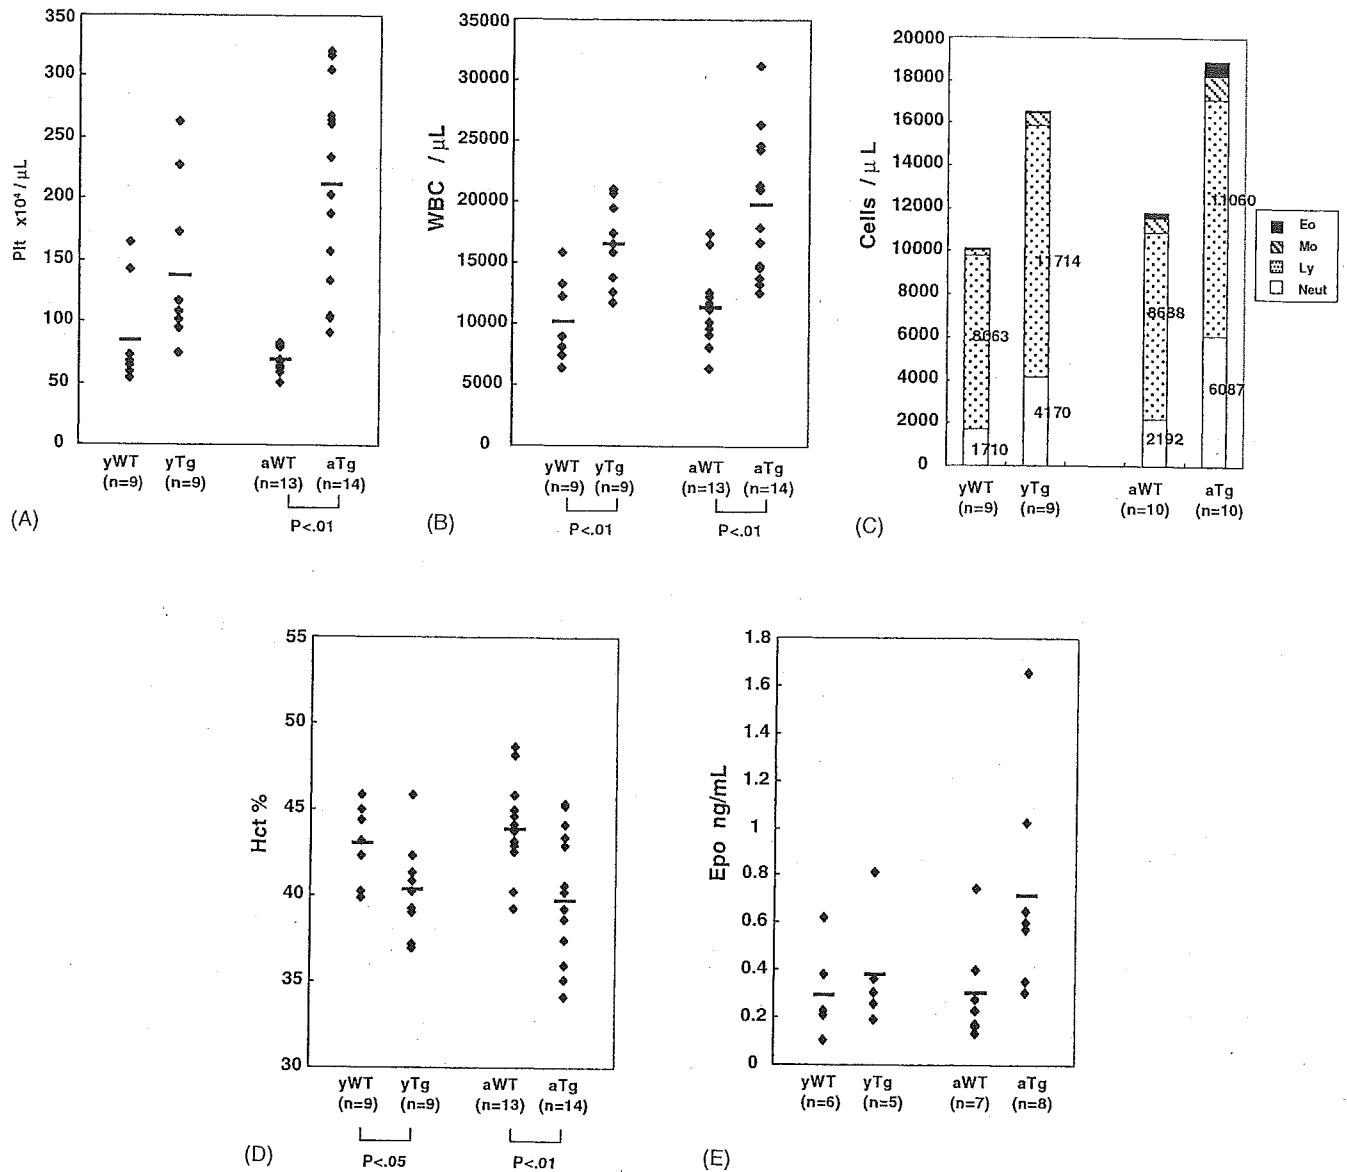 350
300
250
200
150
100
50
0
Plt x10⁴/μL
yWT yTg aWT aTg
(n=9) (n=9) (n=13) (n=14)
P<.01
(A)
35000
30000
25000
20000
15000
10000
5000
0
WBC /μL
yWT yTg aWT aTg
(n=9) (n=9) (n=13) (n=14)
P<.01 P<.01
(B)
20000
18000
16000
14000
12000
10000
8000
6000
4000
2000
0
Cells /μL
11060
11714
8638
8063
6087
4170
2192
1710
Eo
Mo
Ly
Neut
yWT yTg aWT aTg
(n=9) (n=9) (n=10) (n=10)
(C)
55
50
45
40
35
30
Hct %
yWT yTg aWT aTg
(n=9) (n=9) (n=13) (n=14)
P<.05 P<.01
(D)
1.8
1.6
1.4
1.2
1
0.8
0.6
0.4
0.2
0
Epo ng/mL
yWT yTg aWT aTg
(n=6) (n=5) (n=7) (n=8)
(E)